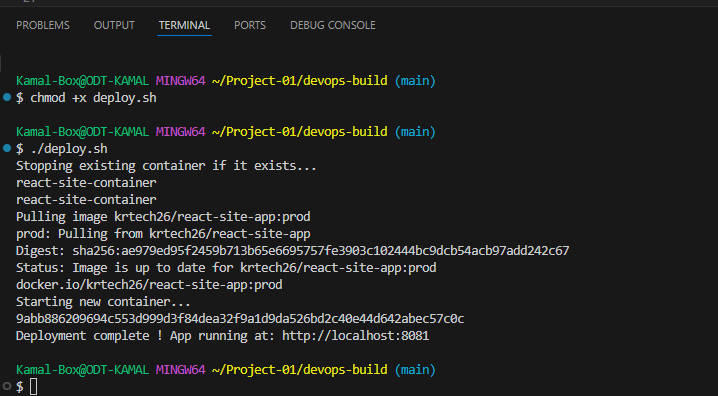 PROBLEMS OUTPUT TERMINAL PORTS DEBUG CONSOLE
Kamal-Box@ODT-KAMAL MINGW64 ~/Project-01/devops-build (main)
$ chmod +x deploy.sh
Kamal-Box@ODT-KAMAL MINGW64 ~/Project-01/devops-build (main)
$ ./deploy.sh
Stopping existing container if it exists...
react-site-container
react-site-container
Pulling image krtech26/react-site-app:prod
prod: Pulling from krtech26/react-site-app
Digest: sha256:ae979ed95f2459b713b65e6695757fe3903c102444bc9dcb54acb97add242c67
Status: Image is up to date for krtech26/react-site-app:prod
docker.io/krtech26/react-site-app:prod
Starting new container...
9abb886209694c553d999d3f84dea32f9a1d9da526bd2c40e44d642abec57c0c
Deployment complete ! App running at: http://localhost:8081
Kamal-Box@ODT-KAMAL MINGW64 ~/Project-01/devops-build (main)
$